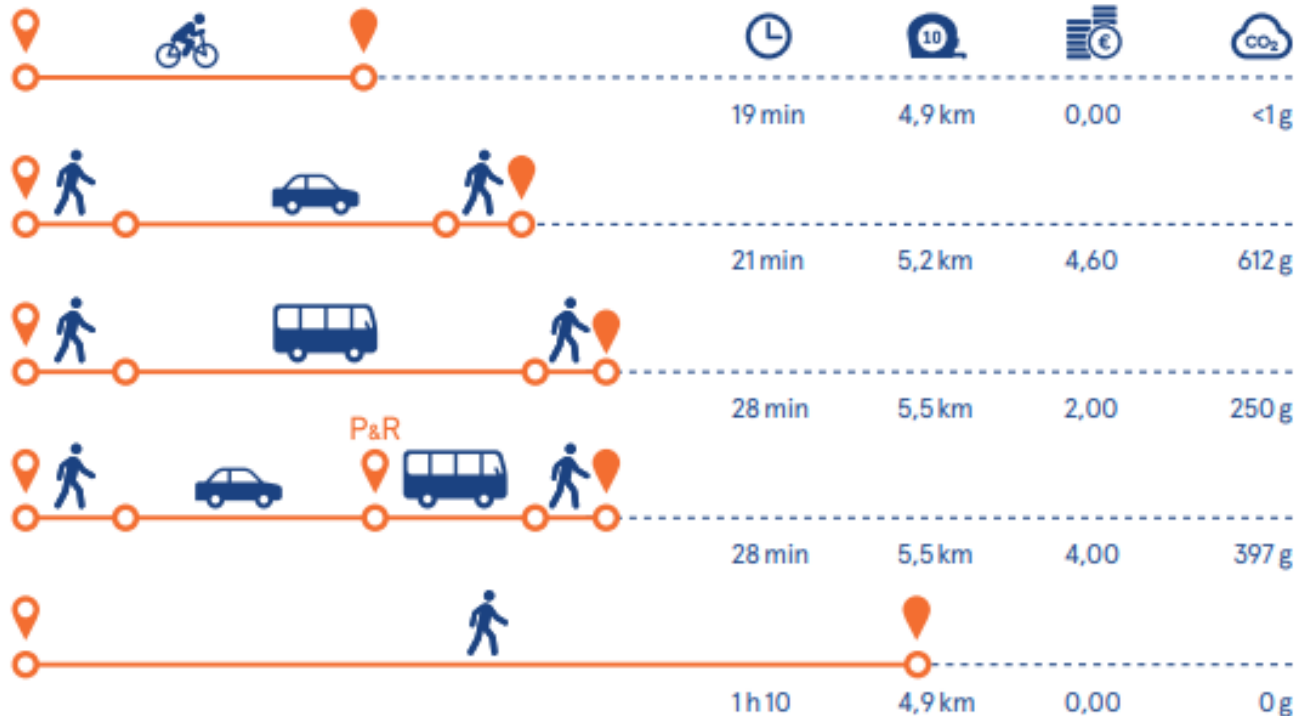 10 € CO₂
19 min 4,9 km 0,00 <1 g
21 min 5,2 km 4,60 612 g
28 min 5,5 km 2,00 250 g
P&R
28 min 5,5 km 4,00 397 g
1 h 10 4,9 km 0,00 0 g